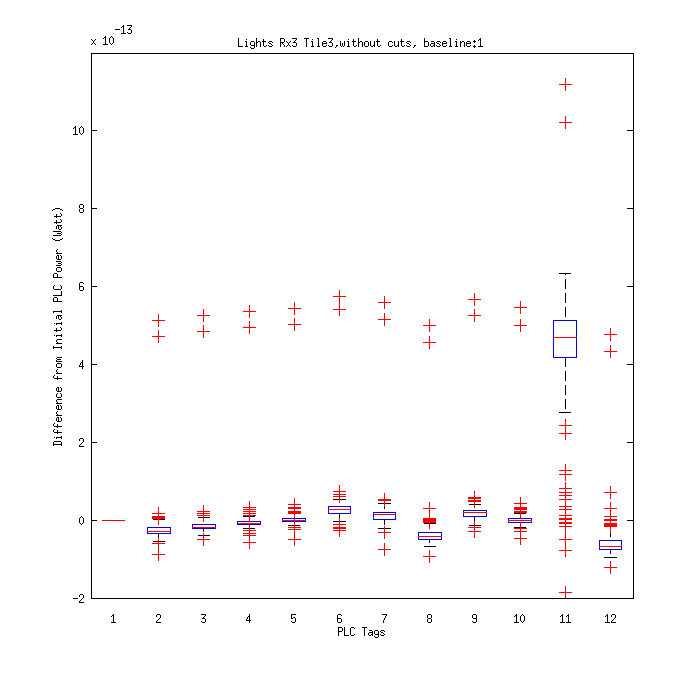 Lights Rx3 Tile3,without cuts, baseline:1
x 10^-13
10
8
6
4
2
0
-2
Difference from Initial PLC Power (Watt)
1 2 3 4 5 6 7 8 9 10 11 12
PLC Tags